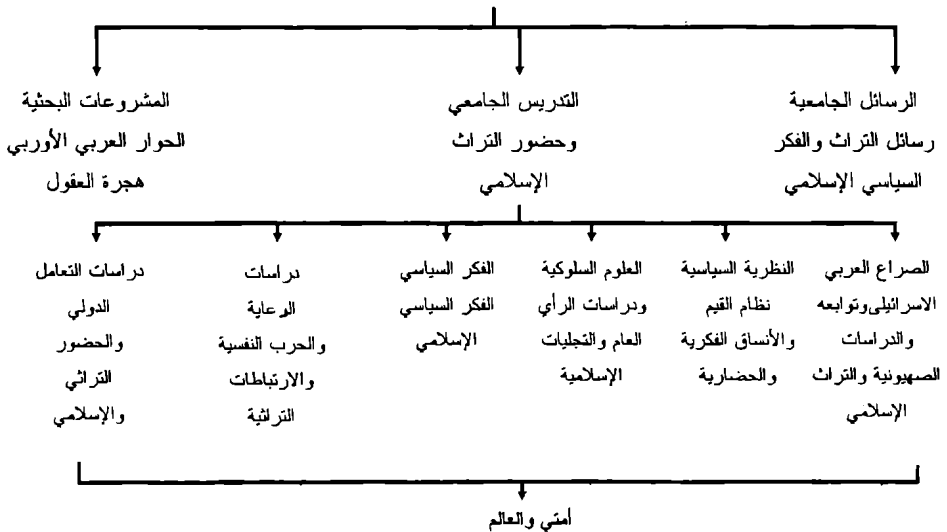 الرسائل الجامعية
رسائل التراث والفكر
السياسي الإسلامي
التدريس الجامعي
وحضور التراث
الإسلامي
المشروعات البحثية
الحوار العربي الأوربي
هجرة العقول
الصراع العربي
الاسرائيلى وتوابعه
والدراسات
الصهيونية والتراث
الإسلامي
النظرية السياسية
نظام القيم
والأنساق الفكرية
والحضارية
العلوم السلوكية
ودراسات الرأي
العام والتجليات
الإسلامية
الفكر السياسي
الفكر السياسي
الإسلامي
دراسات
الدعاية
والحرب النفسية
والارتباطات
التراثية
دراسات التعامل
الدولي
والحضور
التراثي
والإسلامي
أمتي والعالم